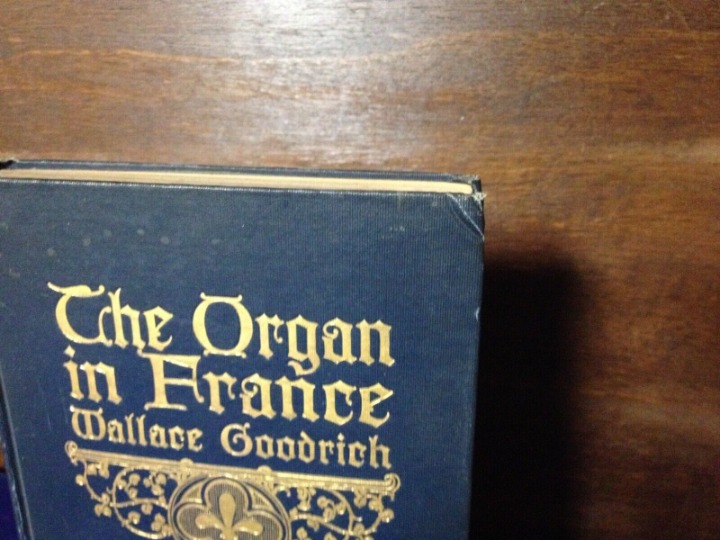 The Organ
in France
Wallace Goodrich